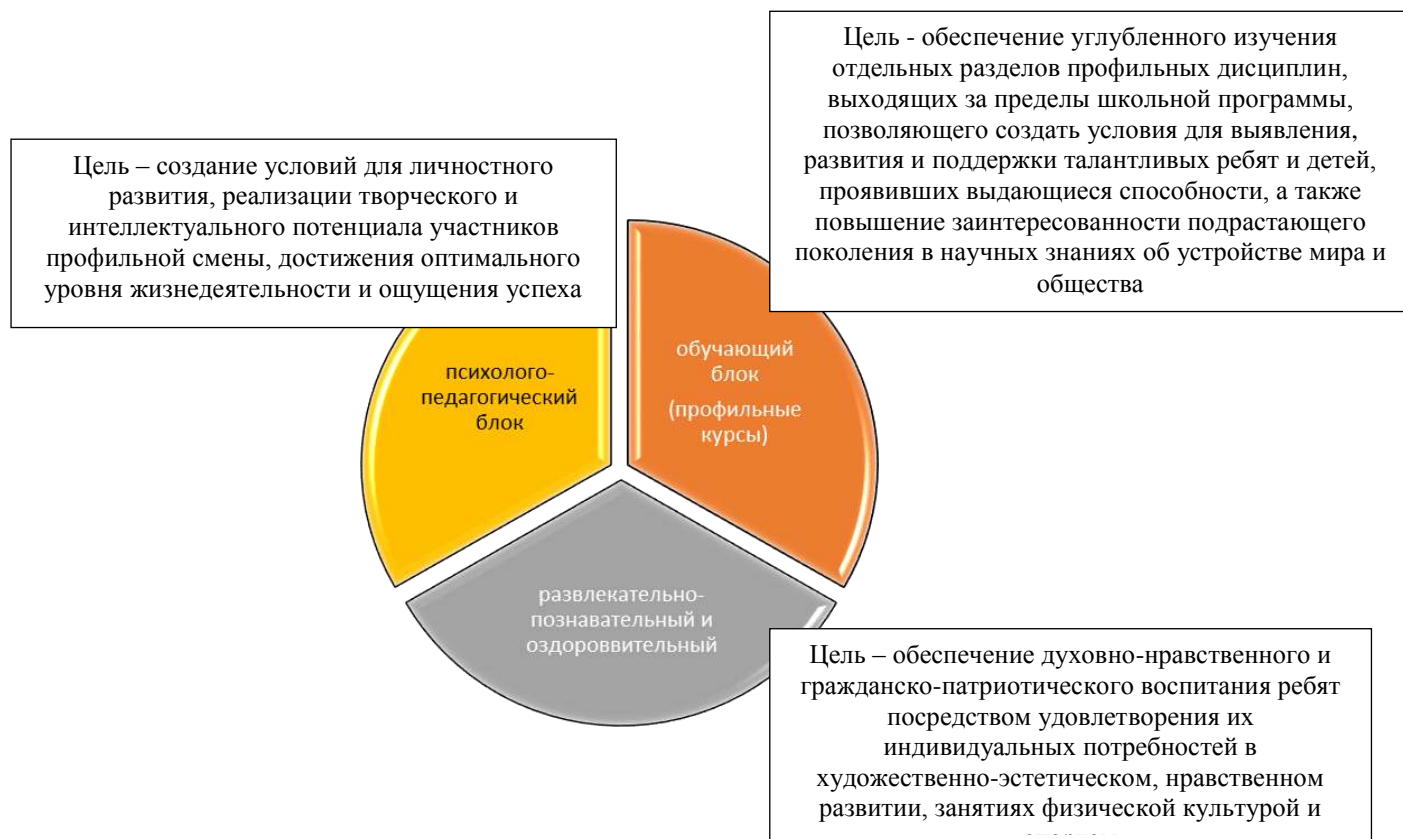 Цель - обеспечение углубленного изучения
отдельных разделов профильных дисциплин,
выходящих за пределы школьной программы,
позволяющего создать условия для выявления,
развития и поддержки талантливых ребят и детей,
проявивших выдающиеся способности, а также
повышение заинтересованности подрастающего
поколения в научных знаниях об устройстве мира и
общества
Цель – создание условий для личностного
развития, реализации творческого и
интеллектуального потенциала участников
профильной смены, достижения оптимального
уровня жизнедеятельности и ощущения успеха
обучающий
блок
(профильные
курсы)
психолого-
педагогический
блок
развлекательно-
познавательный и
оздороввительный
Цель – обеспечение духовно-нравственного и
гражданско-патриотического воспитания ребят
посредством удовлетворения их
индивидуальных потребностей в
художественно-эстетическом, нравственном
развитии, занятиях физической культурой и